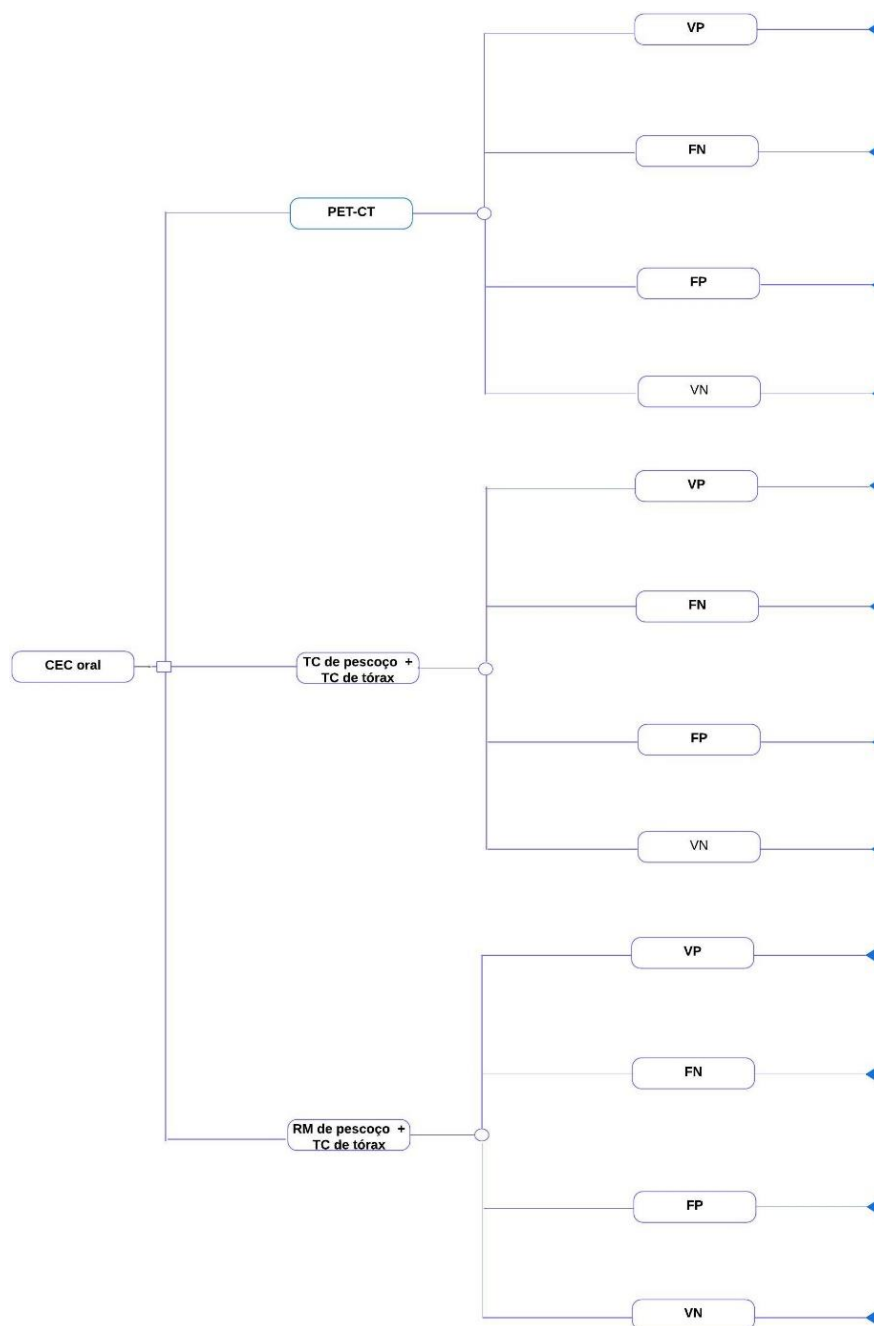 VP
FN
PET-CT
FP
VN
VP
FN
CEC oral
TC de pescoço +
TC de tórax
FP
VN
VP
FN
RM de pescoço +
TC de tórax
FP
VN